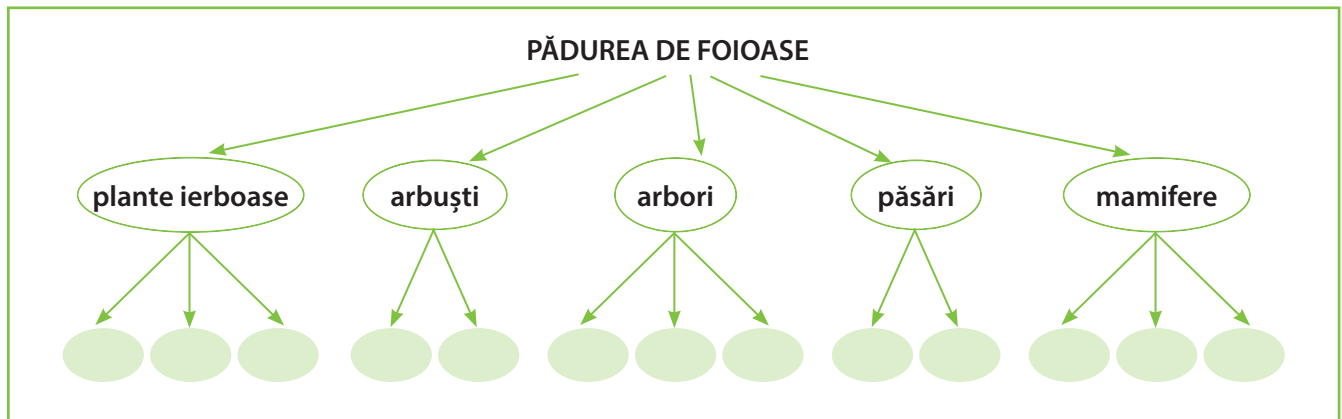 PĂDUREA DE FOIOASE
plante ierboase
arbuști
arbori
păsări
mamifere